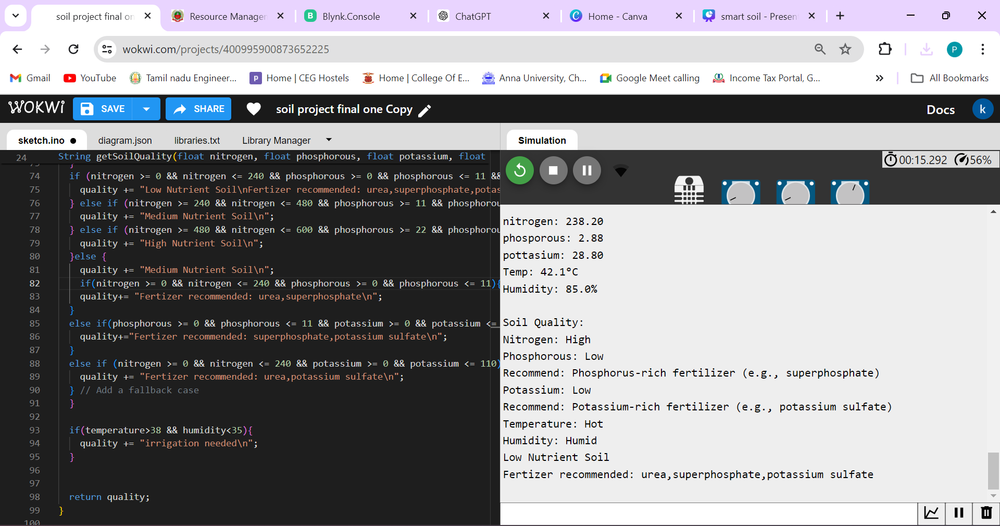 soil project final on
Resource Manager
Blynk.Console
ChatGPT
Home - Canva
smart soil - Presen
wokwi.com/projects/400995900873652225
P
Gmail
YouTube
Tamil nadu Engineer...
Home | CEG Hostels
Home | College Of E...
Anna University, Ch...
Google Meet calling
Income Tax Portal, G...
All Bookmarks
WOKWI
SAVE
SHARE
soil project final one Copy
Docs
k
sketch.ino
diagram.json
libraries.txt
Library Manager
Simulation
24 String getSoilQuality(float nitrogen, float phosphorous, float potassium, float
74 if (nitrogen >= 0 && nitrogen <= 240 && phosphorous >= 0 && phosphorous <= 11 &&
75 quality += "Low Nutrient Soil\nFertizer recommended: urea,superphosphate,potas
76 } else if (nitrogen >= 240 && nitrogen <= 480 && phosphorous >= 11 && phosphorou
77 quality += "Medium Nutrient Soil\n";
78 } else if (nitrogen >= 480 && nitrogen <= 600 && phosphorous >= 22 && phosphorou
79 quality += "High Nutrient Soil\n";
80 }else {
81 quality += "Medium Nutrient Soil\n";
82 if(nitrogen >= 0 && nitrogen <= 240 && phosphorous >= 0 && phosphorous <= 11){
83 quality+= "Fertizer recommended: urea,superphosphate\n";
84 }
85 else if(phosphorous >= 0 && phosphorous <= 11 && potassium >= 0 && potassium <=
86 quality+="Fertizer recommended: superphosphate,potassium sulfate\n";
87 }
88 else if (nitrogen >= 0 && nitrogen <= 240 && potassium >= 0 && potassium <= 110)
89 quality += "Fertizer recommended: urea,potassium sulfate\n";
90 } // Add a fallback case
91 }
92
93 if(temperature>38 && humidity<35){
94 quality += "irrigation needed\n";
95 }
96
97
98 return quality;
99 }
100
00:15.292 56%
nitrogen: 238.20
phosporous: 2.88
pottasium: 28.80
Temp: 42.1°C
Humidity: 85.0%
Soil Quality:
Nitrogen: High
Phosphorous: Low
Recommend: Phosphorus-rich fertilizer (e.g., superphosphate)
Potassium: Low
Recommend: Potassium-rich fertilizer (e.g., potassium sulfate)
Temperature: Hot
Humidity: Humid
Low Nutrient Soil
Fertizer recommended: urea,superphosphate,potassium sulfate